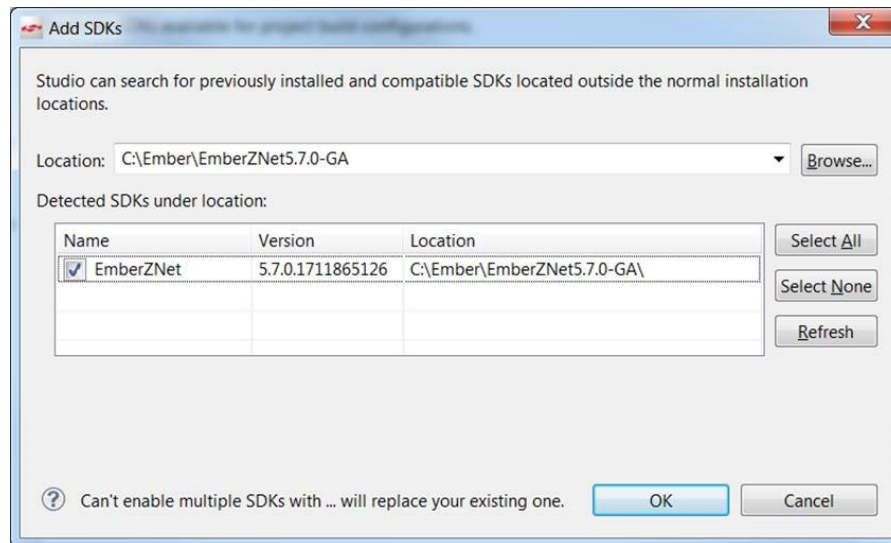 Add SDKs
Studio can search for previously installed and compatible SDKs located outside the normal installation
locations.
Location: C:\Ember\EmberZNet5.7.0-GA Browse...
Detected SDKs under location:
Name Version Location Select All
EmberZNet 5.7.0.1711865126 C:\Ember\EmberZNet5.7.0-GA\
Select None
Refresh
Can't enable multiple SDKs with ... will replace your existing one. OK Cancel